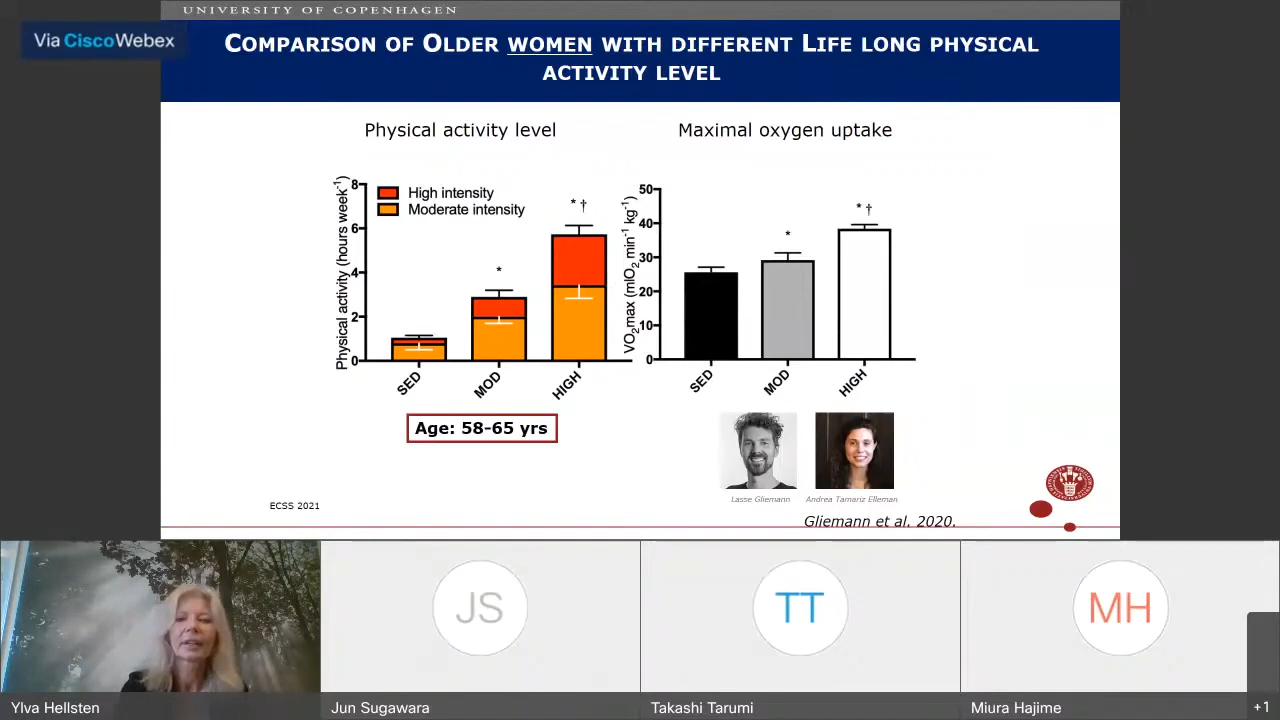 UNIVERSITY OF COPENHAGEN
Via Cisco Webex
COMPARISON OF OLDER WOMEN WITH DIFFERENT LIFE LONG PHYSICAL
ACTIVITY LEVEL
Physical activity level
Maximal oxygen uptake
Physical activity (hours week⁻¹)
8
6
4
2
0
High intensity
Moderate intensity
*
* †
SED
MOD
HIGH
VO₂max (mlO₂ min⁻¹ kg⁻¹)
50
40
30
20
10
0
*
* †
SED
MOD
HIGH
Age: 58-65 yrs
Lasse Gliemann
Andrea Tamariz Elleman
ECSS 2021
Gliemann et al. 2020.
JS
TT
MH
Ylva Hellsten
Jun Sugawara
Takashi Tarumi
Miura Hajime
+1